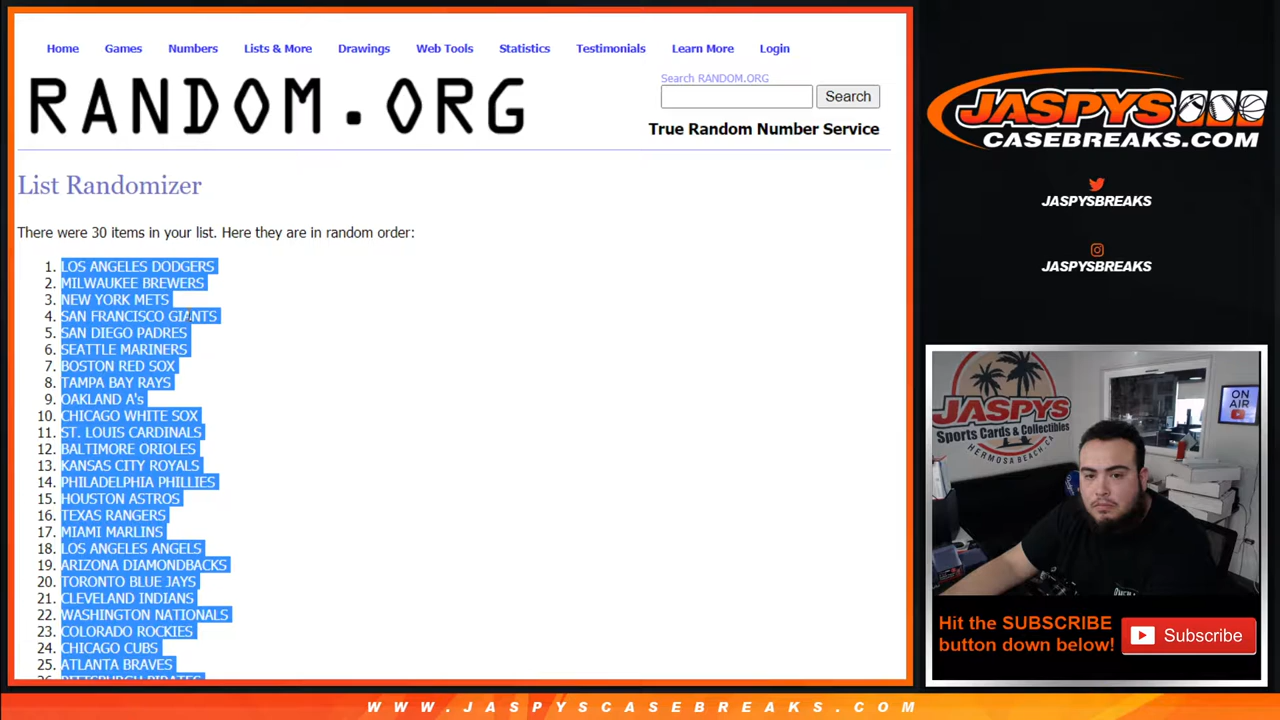 Home Games Numbers Lists & More Drawings Web Tools Statistics Testimonials Learn More Login
RANDOM.ORG
Search RANDOM.ORG
Search
True Random Number Service
List Randomizer
There were 30 items in your list. Here they are in random order:
1. LOS ANGELES DODGERS
2. MILWAUKEE BREWERS
3. NEW YORK METS
4. SAN FRANCISCO GIANTS
5. SAN DIEGO PADRES
6. SEATTLE MARINERS
7. BOSTON RED SOX
8. TAMPA BAY RAYS
9. OAKLAND A's
10. CHICAGO WHITE SOX
11. ST. LOUIS CARDINALS
12. BALTIMORE ORIOLES
13. KANSAS CITY ROYALS
14. PHILADELPHIA PHILLIES
15. HOUSTON ASTROS
16. TEXAS RANGERS
17. MIAMI MARLINS
18. LOS ANGELES ANGELS
19. ARIZONA DIAMONDBACKS
20. TORONTO BLUE JAYS
21. CLEVELAND INDIANS
22. WASHINGTON NATIONALS
23. COLORADO ROCKIES
24. CHICAGO CUBS
25. ATLANTA BRAVES
JASPYS
CASEBREAKS.COM
JASPYSBREAKS
JASPYSBREAKS
JASPYS
Sports Cards & Collectibles
HERMOSA BEACH, CA
ON
AIR
Hit the SUBSCRIBE
button down below!
Subscribe
WWW.JASPYSCASEBREAKS.COM